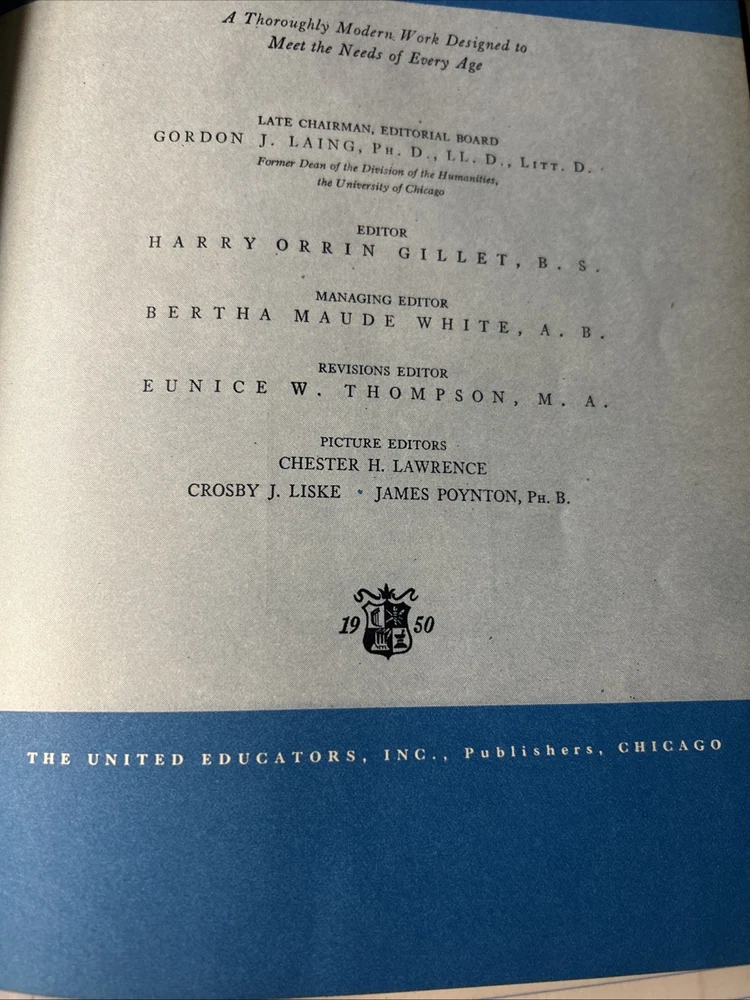 A Thoroughly Modern Work Designed to
Meet the Needs of Every Age
LATE CHAIRMAN, EDITORIAL BOARD
GORDON J. LAING, PH. D., LL. D., LITT. D.
Former Dean of the Division of the Humanities,
the University of Chicago
EDITOR
HARRY ORRIN GILLET, B. S.
MANAGING EDITOR
BERTHA MAUDE WHITE, A. B.
REVISIONS EDITOR
EUNICE W. THOMPSON, M. A.
PICTURE EDITORS
CHESTER H. LAWRENCE
CROSBY J. LISKE • JAMES POYNTON, PH. B.
19 50
THE UNITED EDUCATORS, INC., Publishers, CHICAGO